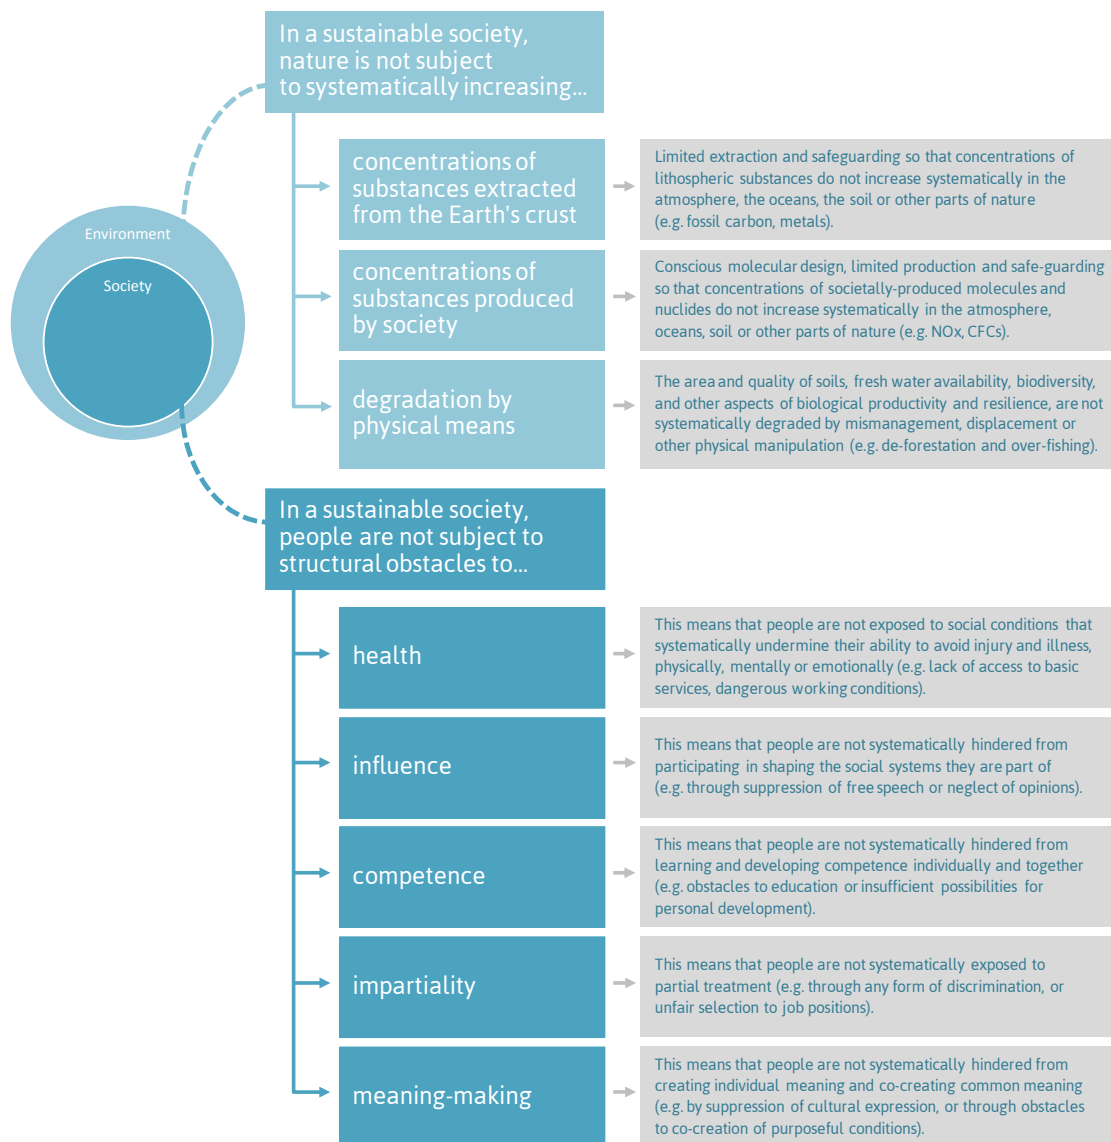 In a sustainable society,
nature is not subject
to systematically increasing...
concentrations of
substances extracted
from the Earth's crust
Limited extraction and safeguarding so that concentrations of
lithospheric substances do not increase systematically in the
atmosphere, the oceans, the soil or other parts of nature
(e.g. fossil carbon, metals).
Environment
Society
concentrations of
substances produced
by society
Conscious molecular design, limited production and safe-guarding
so that concentrations of societally-produced molecules and
nuclides do not increase systematically in the atmosphere,
oceans, soil or other parts of nature (e.g. NOx, CFCs).
degradation by
physical means
The area and quality of soils, fresh water availability, biodiversity,
and other aspects of biological productivity and resilience, are not
systematically degraded by mismanagement, displacement or
other physical manipulation (e.g. de-forestation and over-fishing).
In a sustainable society,
people are not subject to
structural obstacles to...
health
This means that people are not exposed to social conditions that
systematically undermine their ability to avoid injury and illness,
physically, mentally or emotionally (e.g. lack of access to basic
services, dangerous working conditions).
influence
This means that people are not systematically hindered from
participating in shaping the social systems they are part of
(e.g. through suppression of free speech or neglect of opinions).
competence
This means that people are not systematically hindered from
learning and developing competence individually and together
(e.g. obstacles to education or insufficient possibilities for
personal development).
impartiality
This means that people are not systematically exposed to
partial treatment (e.g. through any form of discrimination, or
unfair selection to job positions).
meaning-making
This means that people are not systematically hindered from
creating individual meaning and co-creating common meaning
(e.g. by suppression of cultural expression, or through obstacles
to co-creation of purposeful conditions).